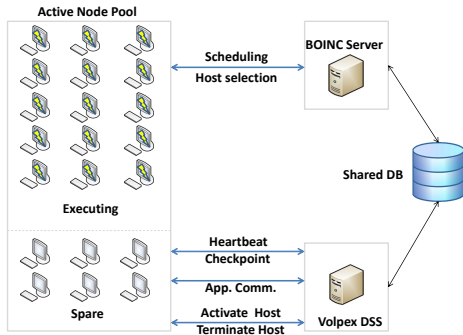 Active Node Pool
Scheduling
Host selection
BOINC Server
Shared DB
Executing
Heartbeat
Checkpoint
App. Comm.
Activate Host
Terminate Host
Spare
Volpex DSS